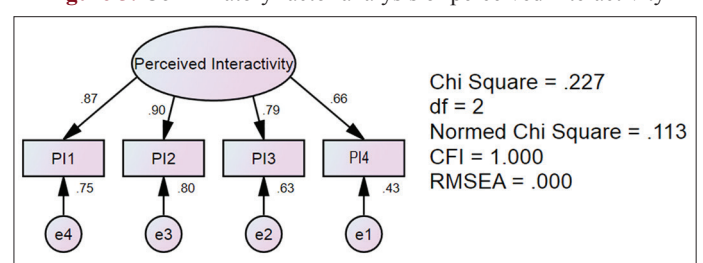 Perceived Interactivity
.87
.90
.79
.66
PI1
PI2
PI3
PI4
.75
.80
.63
.43
e4
e3
e2
e1
Chi Square = .227
df = 2
Normed Chi Square = .113
CFI = 1.000
RMSEA = .000